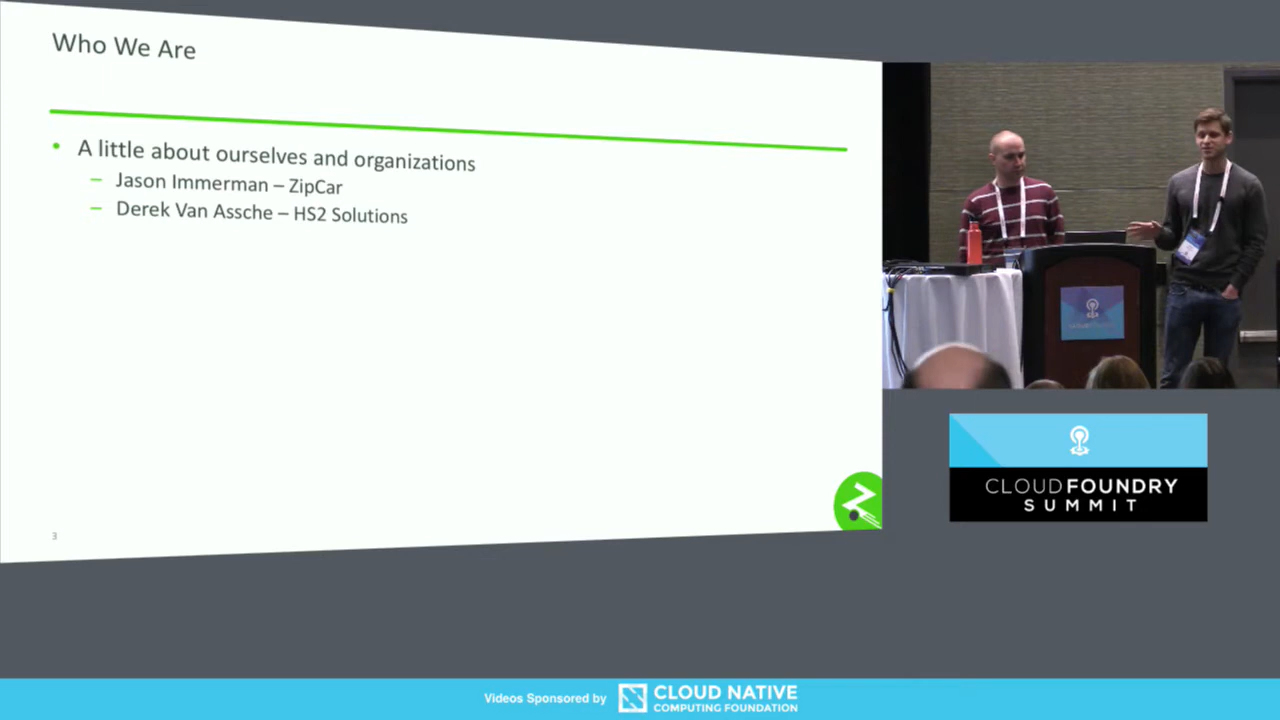 Who We Are
• A little about ourselves and organizations
– Jason Immerman – ZipCar
– Derek Van Assche – HS2 Solutions
3
CLOUD FOUNDRY
SUMMIT
Videos Sponsored by
CLOUD NATIVE
COMPUTING FOUNDATION